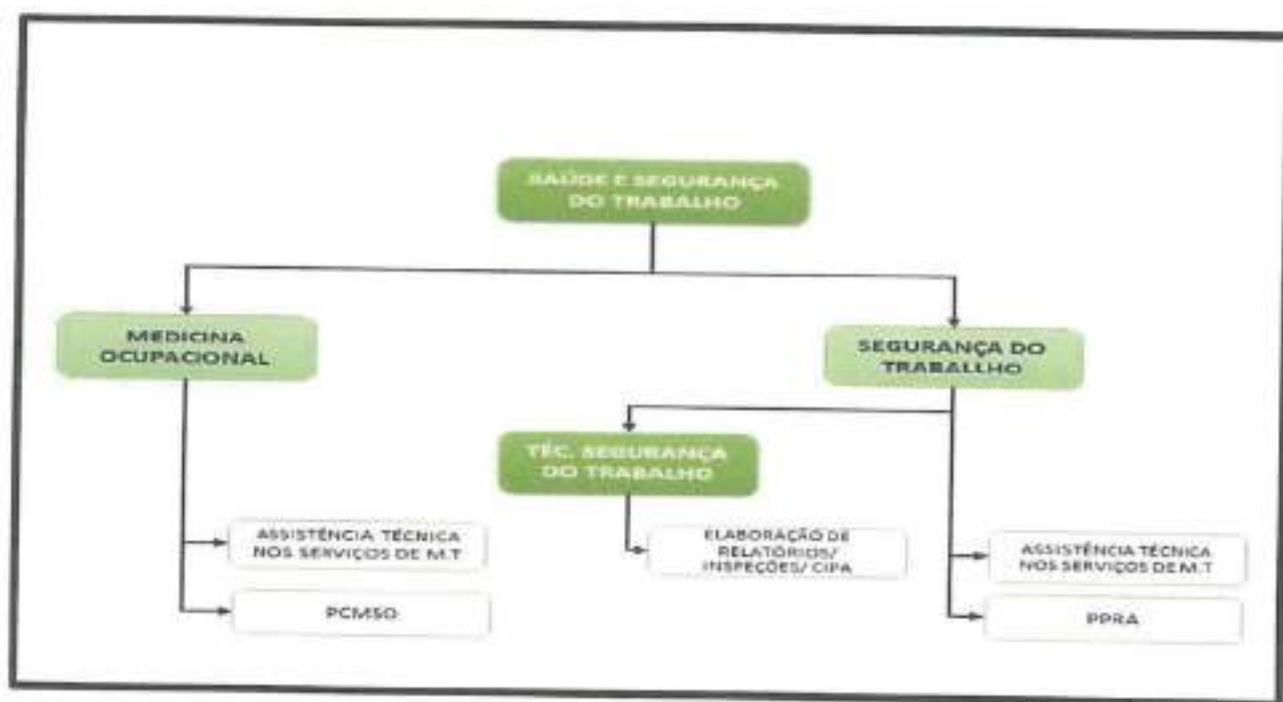 SAÚDE E SEGURANÇA
DO TRABALHO
MEDICINA
OCUPACIONAL
SEGURANÇA DO
TRABALLHO
TÉC. SEGURANÇA
DO TRABALHO
ASSISTÊNCIA TÉCNICA
NOS SERVIÇOS DE M.T
ELABORAÇÃO DE
RELATÓRIOS/
INSPEÇÕES/ CIPA
ASSISTÊNCIA TÉCNICA
NOS SERVIÇOS DE M.T
PCMSO
PPRA